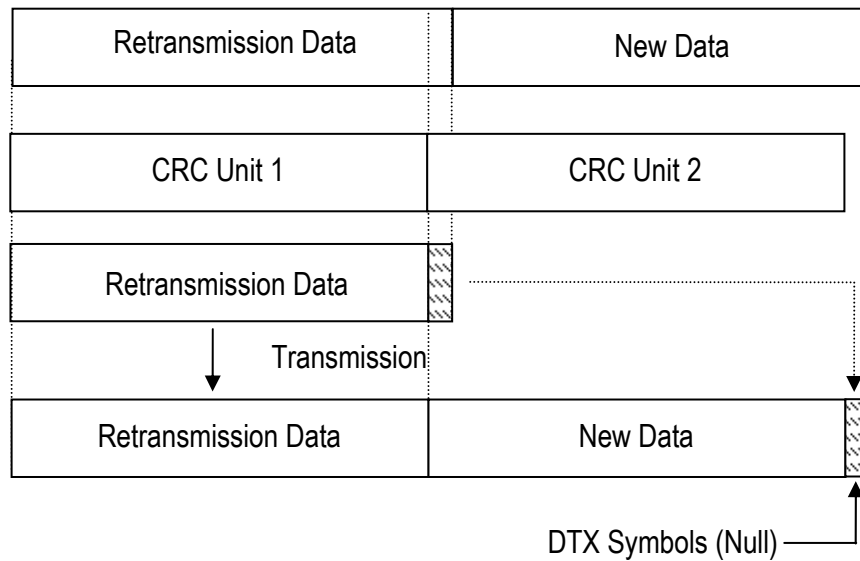 Retransmission Data
New Data
CRC Unit 1
CRC Unit 2
Retransmission Data
Transmission
Retransmission Data
New Data
DTX Symbols (Null)